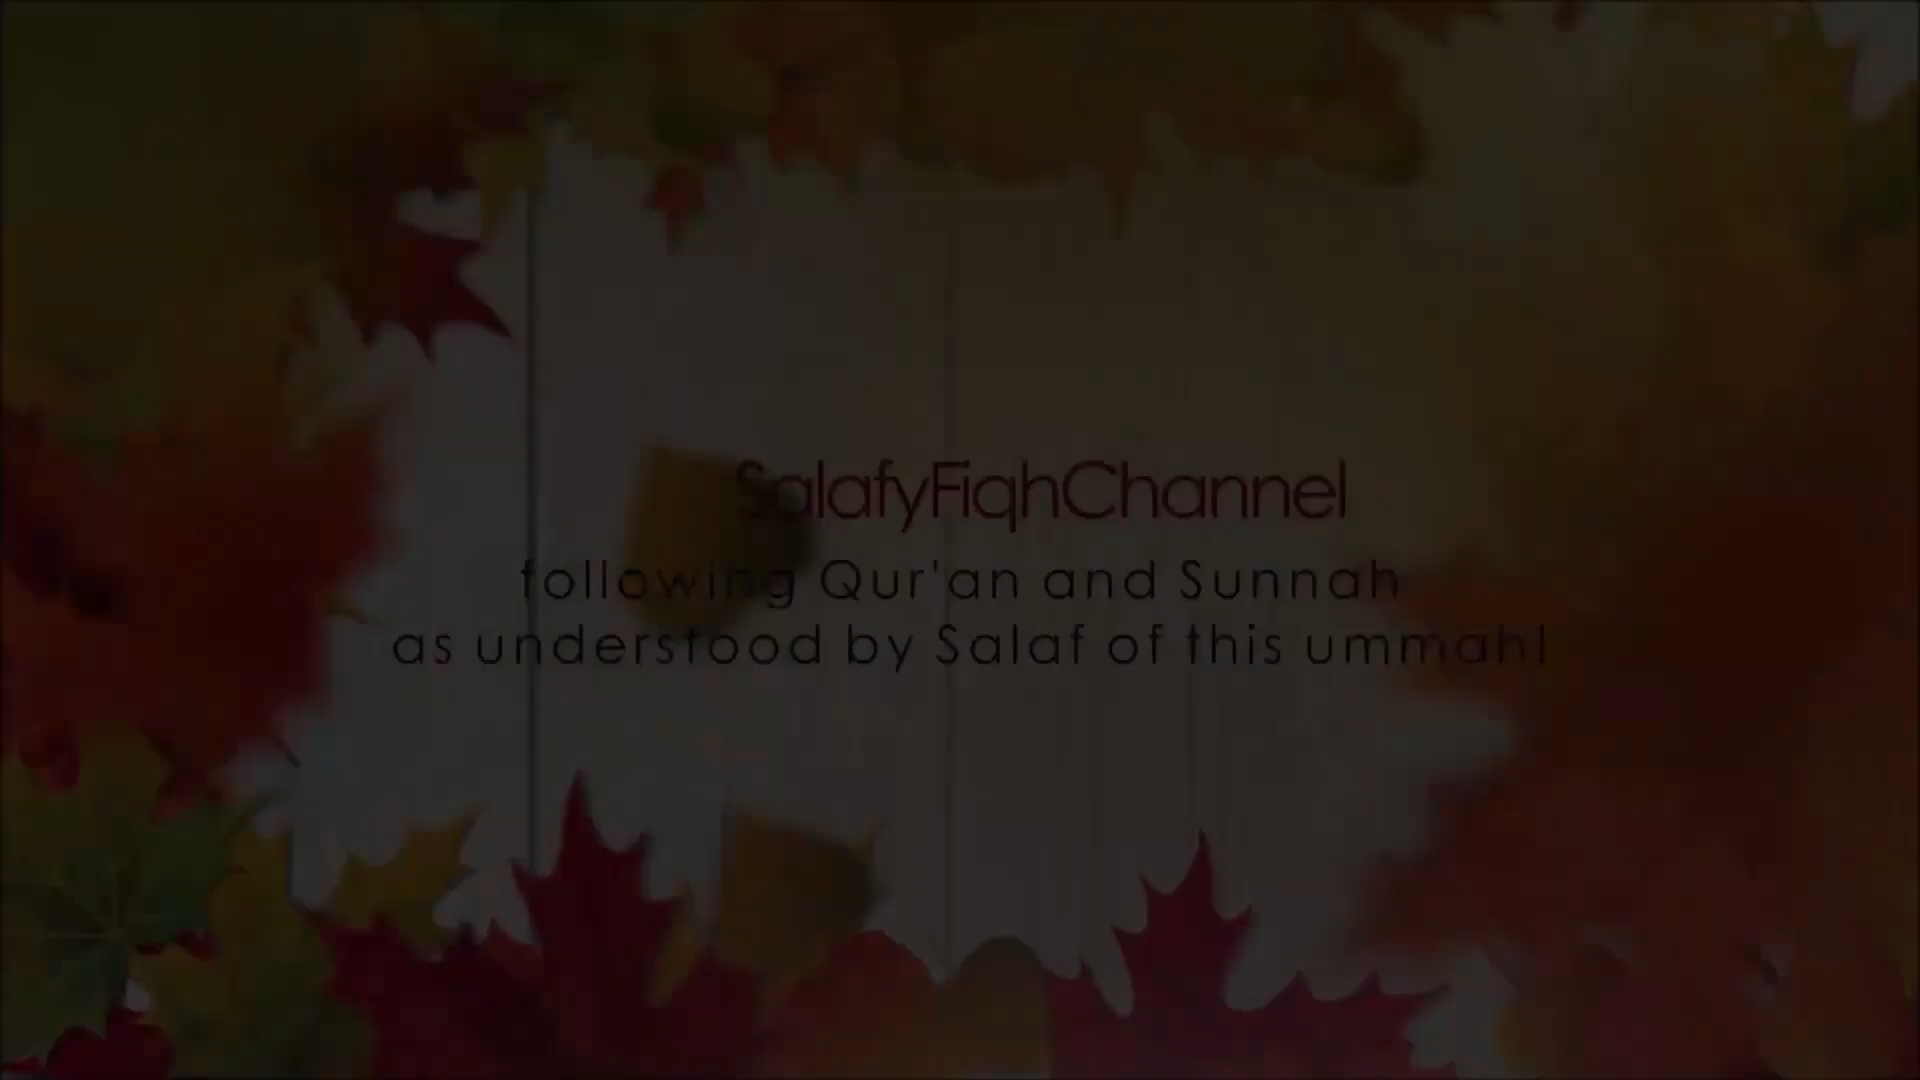 SalafyFiqhChannel
following Qur'an and Sunnah
as understood by Salaf of this ummah!